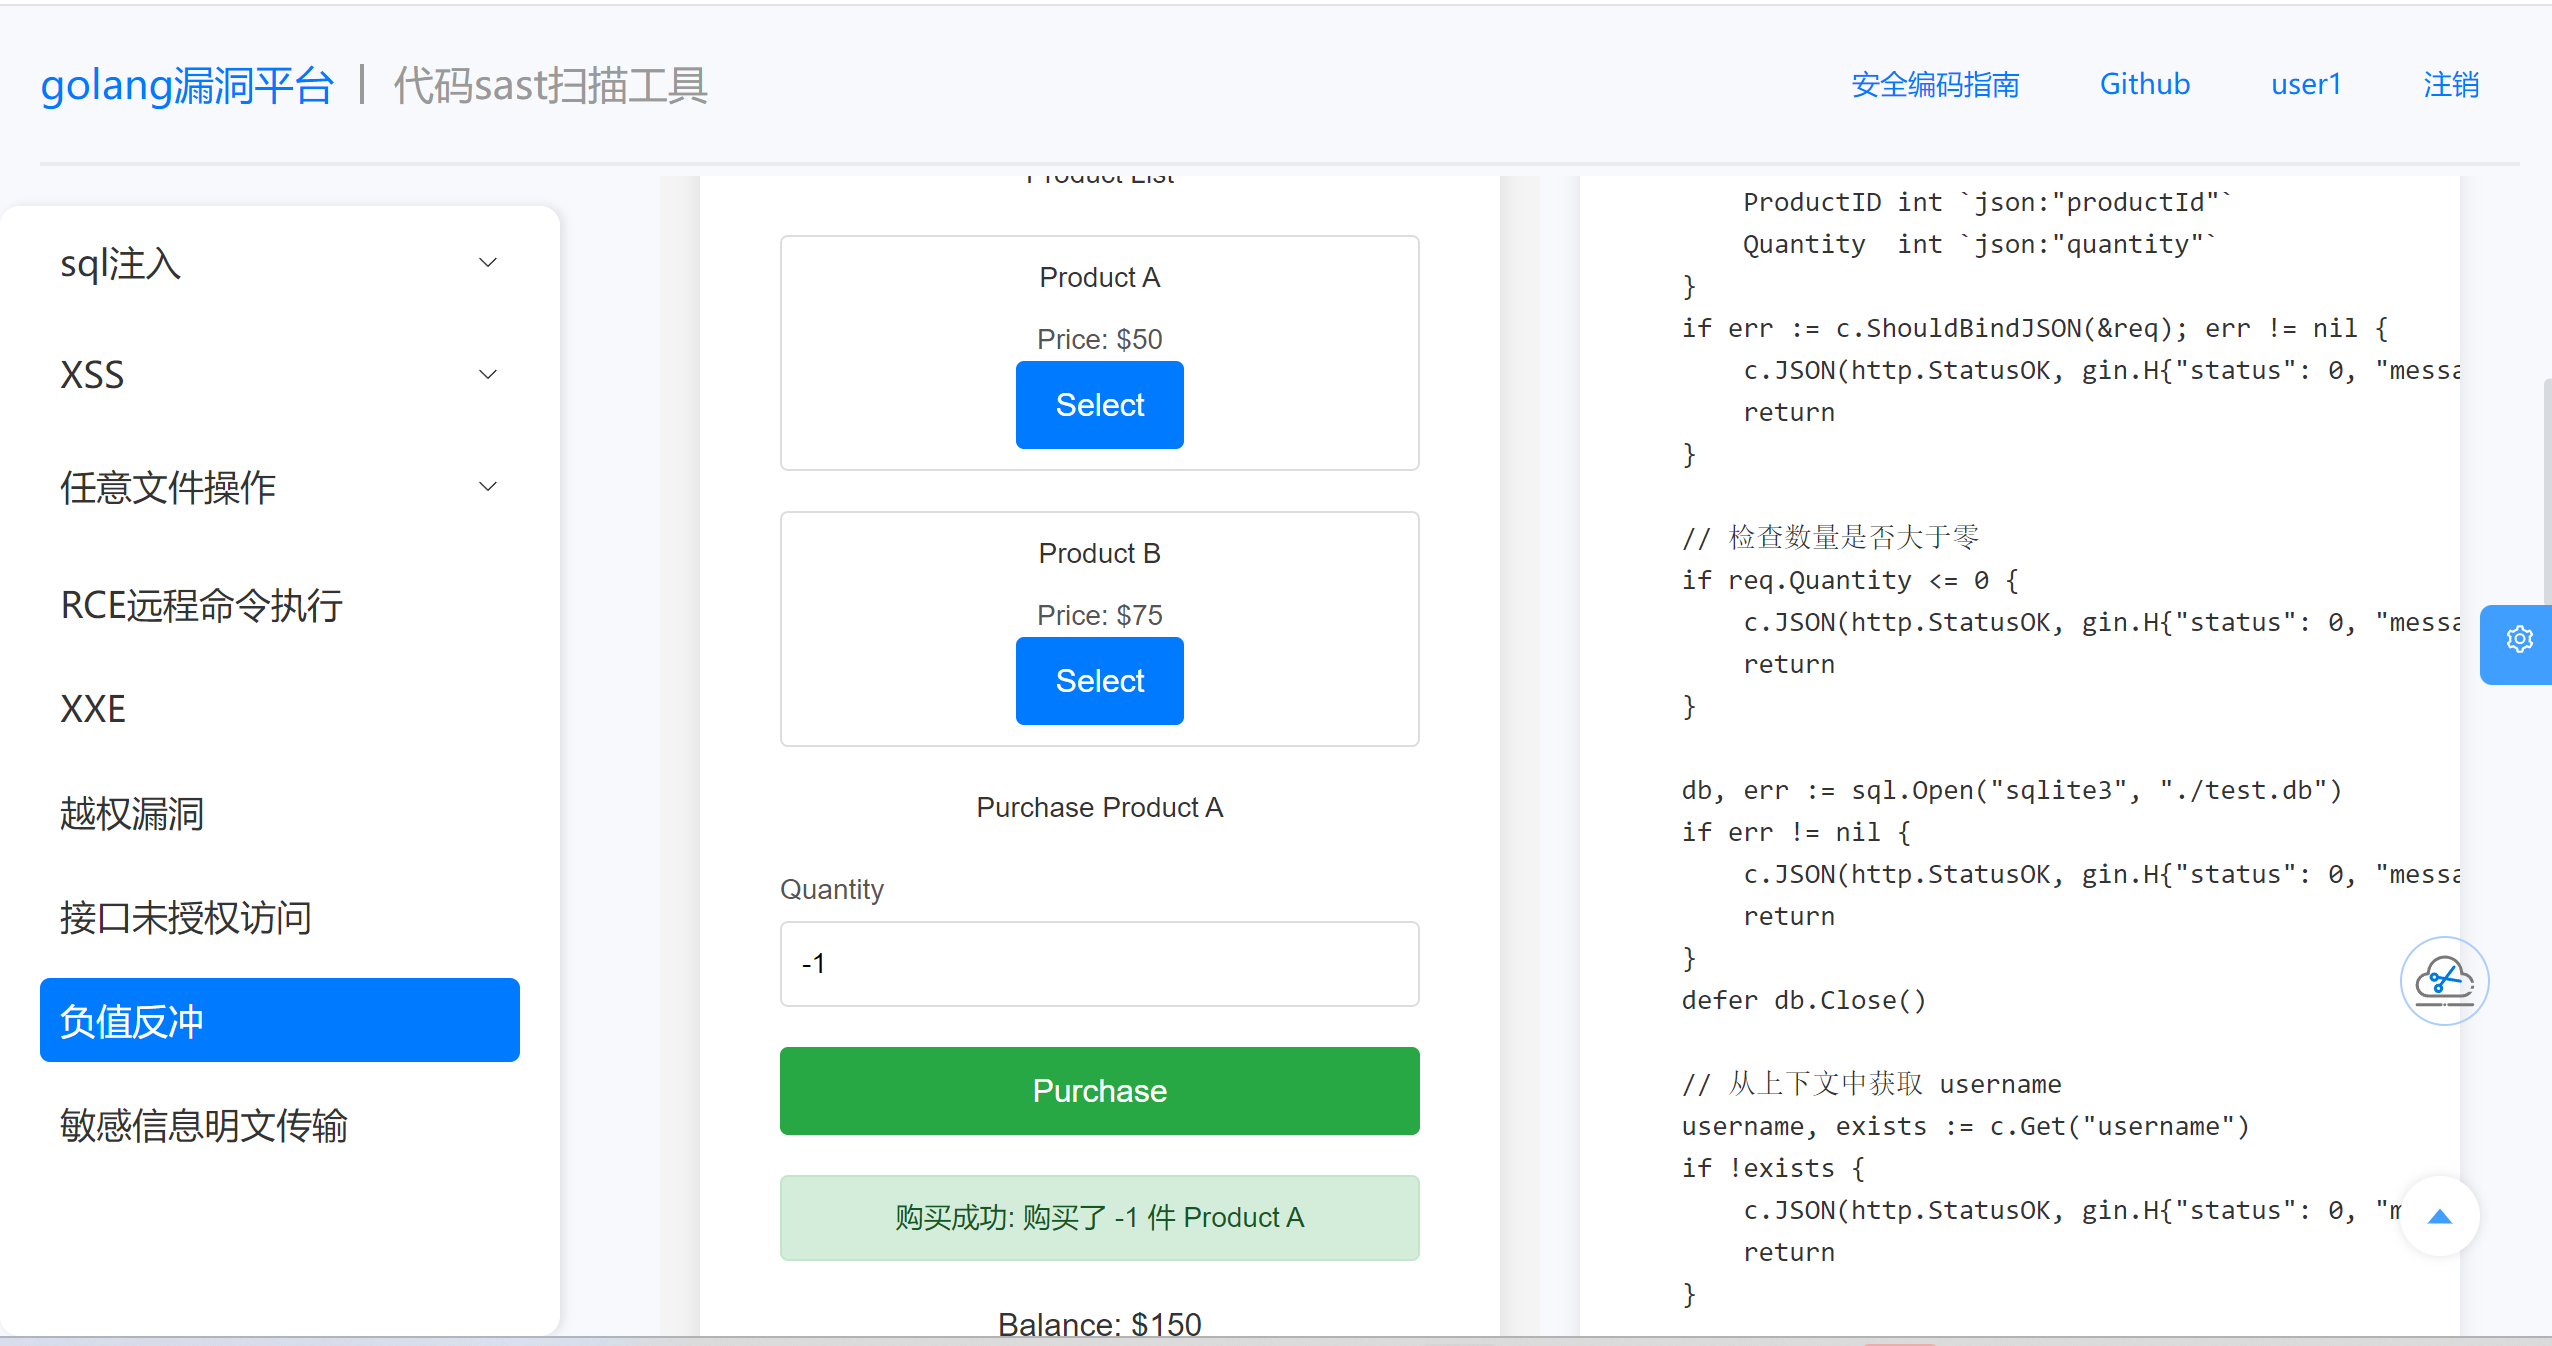 golang漏洞平台 | 代码sast扫描工具
安全编码指南 Github user1 注销
sql注入
XSS
任意文件操作
RCE远程命令执行
XXE
越权漏洞
接口未授权访问
负值反冲
敏感信息明文传输
Product List
Product A
Price: $50
Select
Product B
Price: $75
Select
Purchase Product A
Quantity
-1
Purchase
购买成功: 购买了 -1 件 Product A
Balance: $150
ProductID int `json:"productId"`
Quantity  int `json:"quantity"`
}
if err := c.ShouldBindJSON(&req); err != nil {
c.JSON(http.StatusOK, gin.H{"status": 0, "messa
return
}
// 检查数量是否大于零
if req.Quantity <= 0 {
c.JSON(http.StatusOK, gin.H{"status": 0, "messa
return
}
db, err := sql.Open("sqlite3", "./test.db")
if err != nil {
c.JSON(http.StatusOK, gin.H{"status": 0, "messa
return
}
defer db.Close()
// 从上下文中获取 username
username, exists := c.Get("username")
if !exists {
c.JSON(http.StatusOK, gin.H{"status": 0, "m
return
}